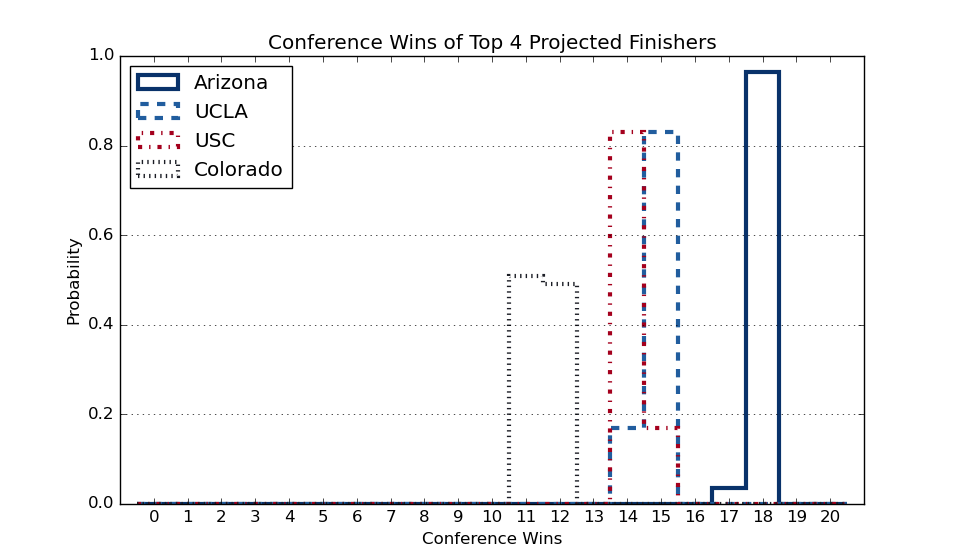 Conference Wins of Top 4 Projected Finishers
Arizona
UCLA
USC
Colorado
Probability
1.0
0.8
0.6
0.4
0.2
0.0
0 1 2 3 4 5 6 7 8 9 10 11 12 13 14 15 16 17 18 19 20
Conference Wins